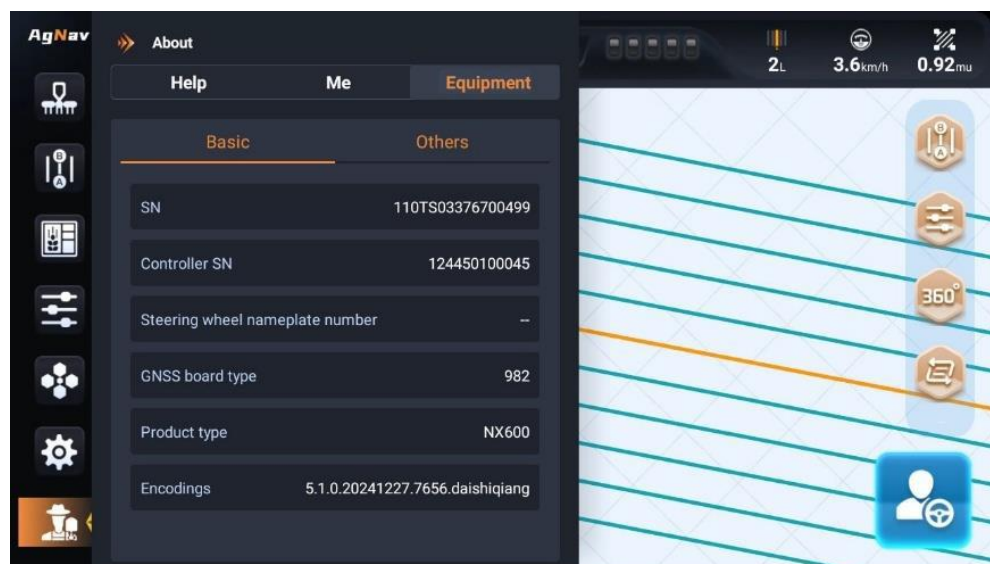 AgNav
About
Help Me Equipment
Basic Others
SN 110TS03376700499
Controller SN 124450100045
Steering wheel nameplate number --
GNSS board type 982
Product type NX600
Encodings 5.1.0.20241227.7656.daishiqiang
2L 3.6km/h 0.92mu
B
A
B
A
360°